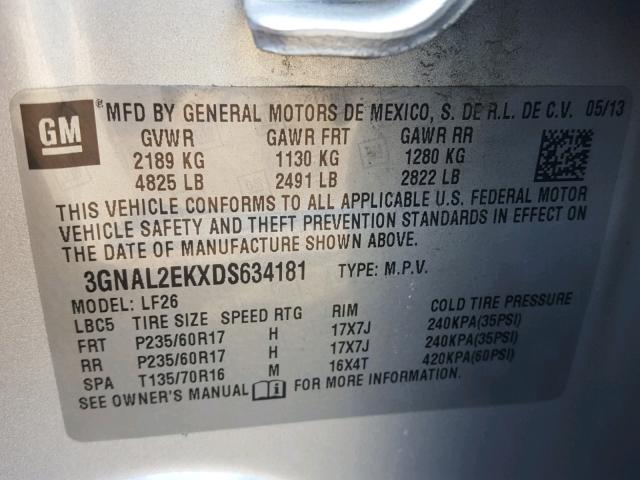 GM ® MFD BY GENERAL MOTORS DE MEXICO, S. DE R.L. DE C.V. 05/13
GVWR GAWR FRT GAWR RR
2189 KG 1130 KG 1280 KG
4825 LB 2491 LB 2822 LB
THIS VEHICLE CONFORMS TO ALL APPLICABLE U.S. FEDERAL MOTOR
VEHICLE SAFETY AND THEFT PREVENTION STANDARDS IN EFFECT ON
THE DATE OF MANUFACTURE SHOWN ABOVE.
3GNAL2EKXDS634181 TYPE: M.P.V.
MODEL: LF26
LBC5 TIRE SIZE SPEED RTG RIM COLD TIRE PRESSURE
FRT P235/60R17 H 17X7J 240KPA(35PSI)
RR P235/60R17 H 17X7J 240KPA(35PSI)
SPA T135/70R16 M 16X4T 420KPA(60PSI)
SEE OWNER'S MANUAL FOR MORE INFORMATION.